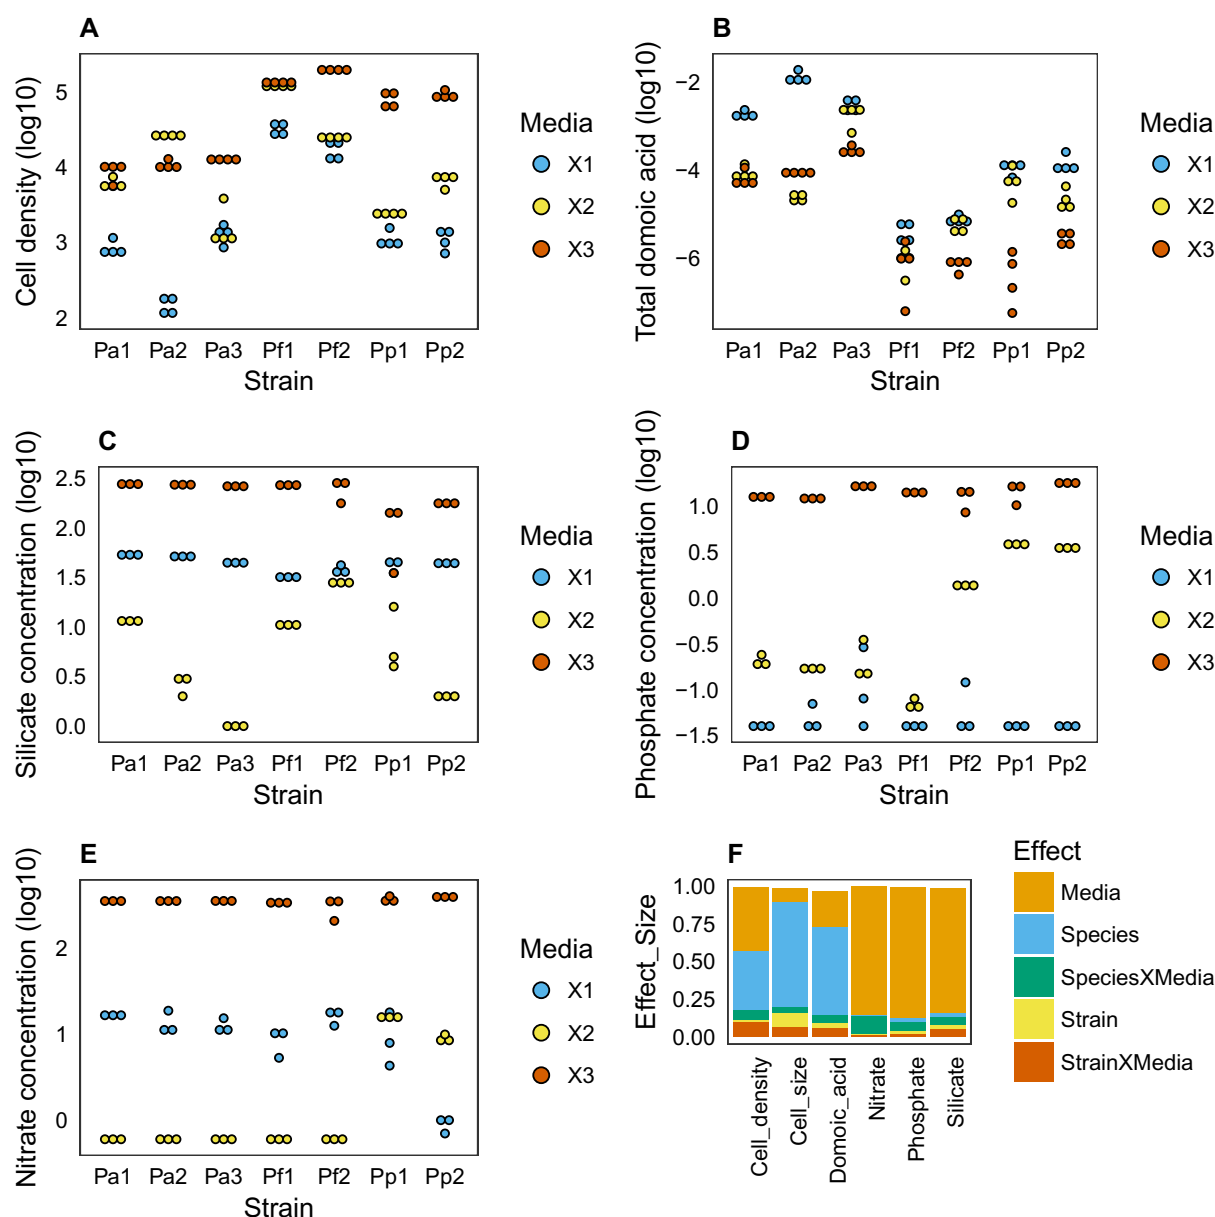 A
Cell density (log10)
5
4
3
2
Pa1 Pa2 Pa3 Pf1 Pf2 Pp1 Pp2
Strain
Media
X1
X2
X3
B
Total domoic acid (log10)
−2
−4
−6
Pa1 Pa2 Pa3 Pf1 Pf2 Pp1 Pp2
Strain
Media
X1
X2
X3
C
Silicate concentration (log10)
2.5
2.0
1.5
1.0
0.5
0.0
Pa1 Pa2 Pa3 Pf1 Pf2 Pp1 Pp2
Strain
Media
X1
X2
X3
D
Phosphate concentration (log10)
1.0
0.5
0.0
−0.5
−1.0
−1.5
Pa1 Pa2 Pa3 Pf1 Pf2 Pp1 Pp2
Strain
Media
X1
X2
X3
E
Nitrate concentration (log10)
2
1
0
Pa1 Pa2 Pa3 Pf1 Pf2 Pp1 Pp2
Strain
Media
X1
X2
X3
F
Effect_Size
1.00
0.75
0.50
0.25
0.00
Cell_density
Cell_size
Domoic_acid
Nitrate
Phosphate
Silicate
Effect
Media
Species
SpeciesXMedia
Strain
StrainXMedia